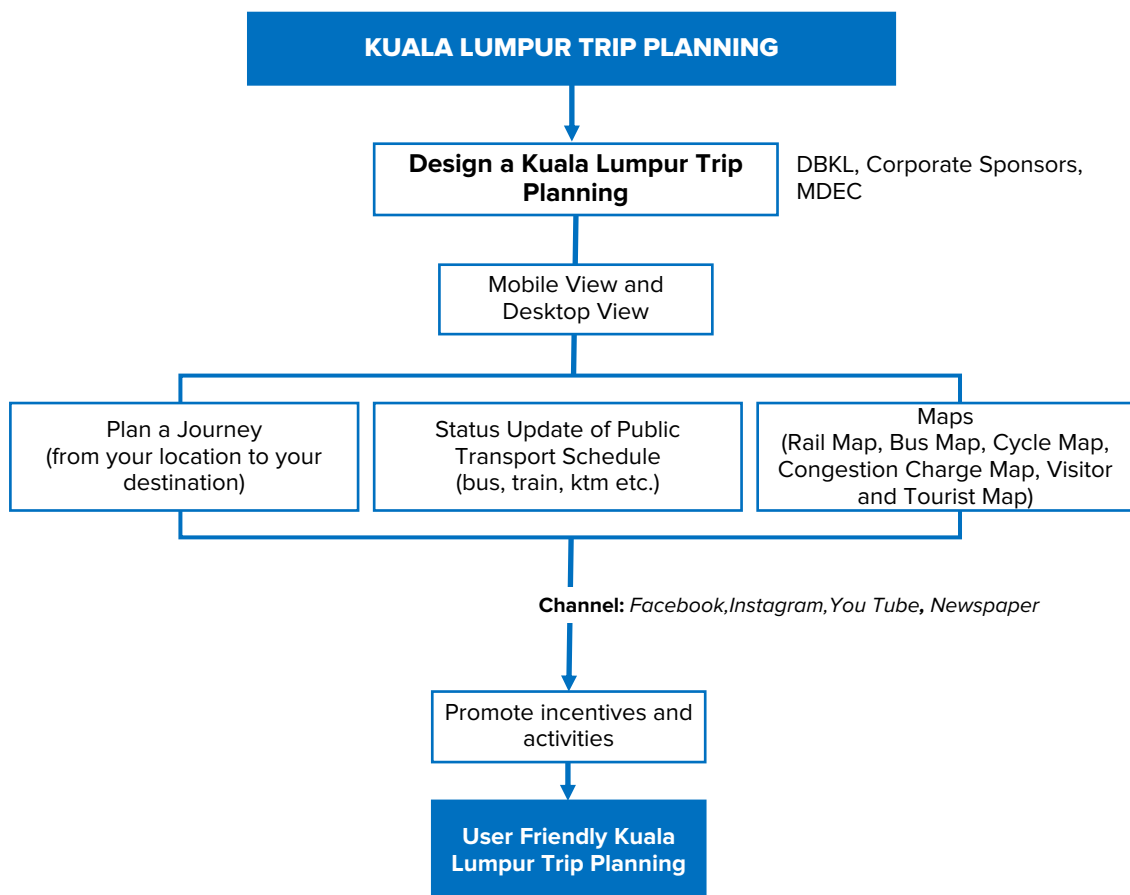 KUALA LUMPUR TRIP PLANNING
Design a Kuala Lumpur Trip
Planning
DBKL, Corporate Sponsors,
MDEC
Mobile View and
Desktop View
Plan a Journey
(from your location to your
destination)
Status Update of Public
Transport Schedule
(bus, train, ktm etc.)
Maps
(Rail Map, Bus Map, Cycle Map,
Congestion Charge Map, Visitor
and Tourist Map)
Channel: Facebook,Instagram,You Tube, Newspaper
Promote incentives and
activities
User Friendly Kuala
Lumpur Trip Planning